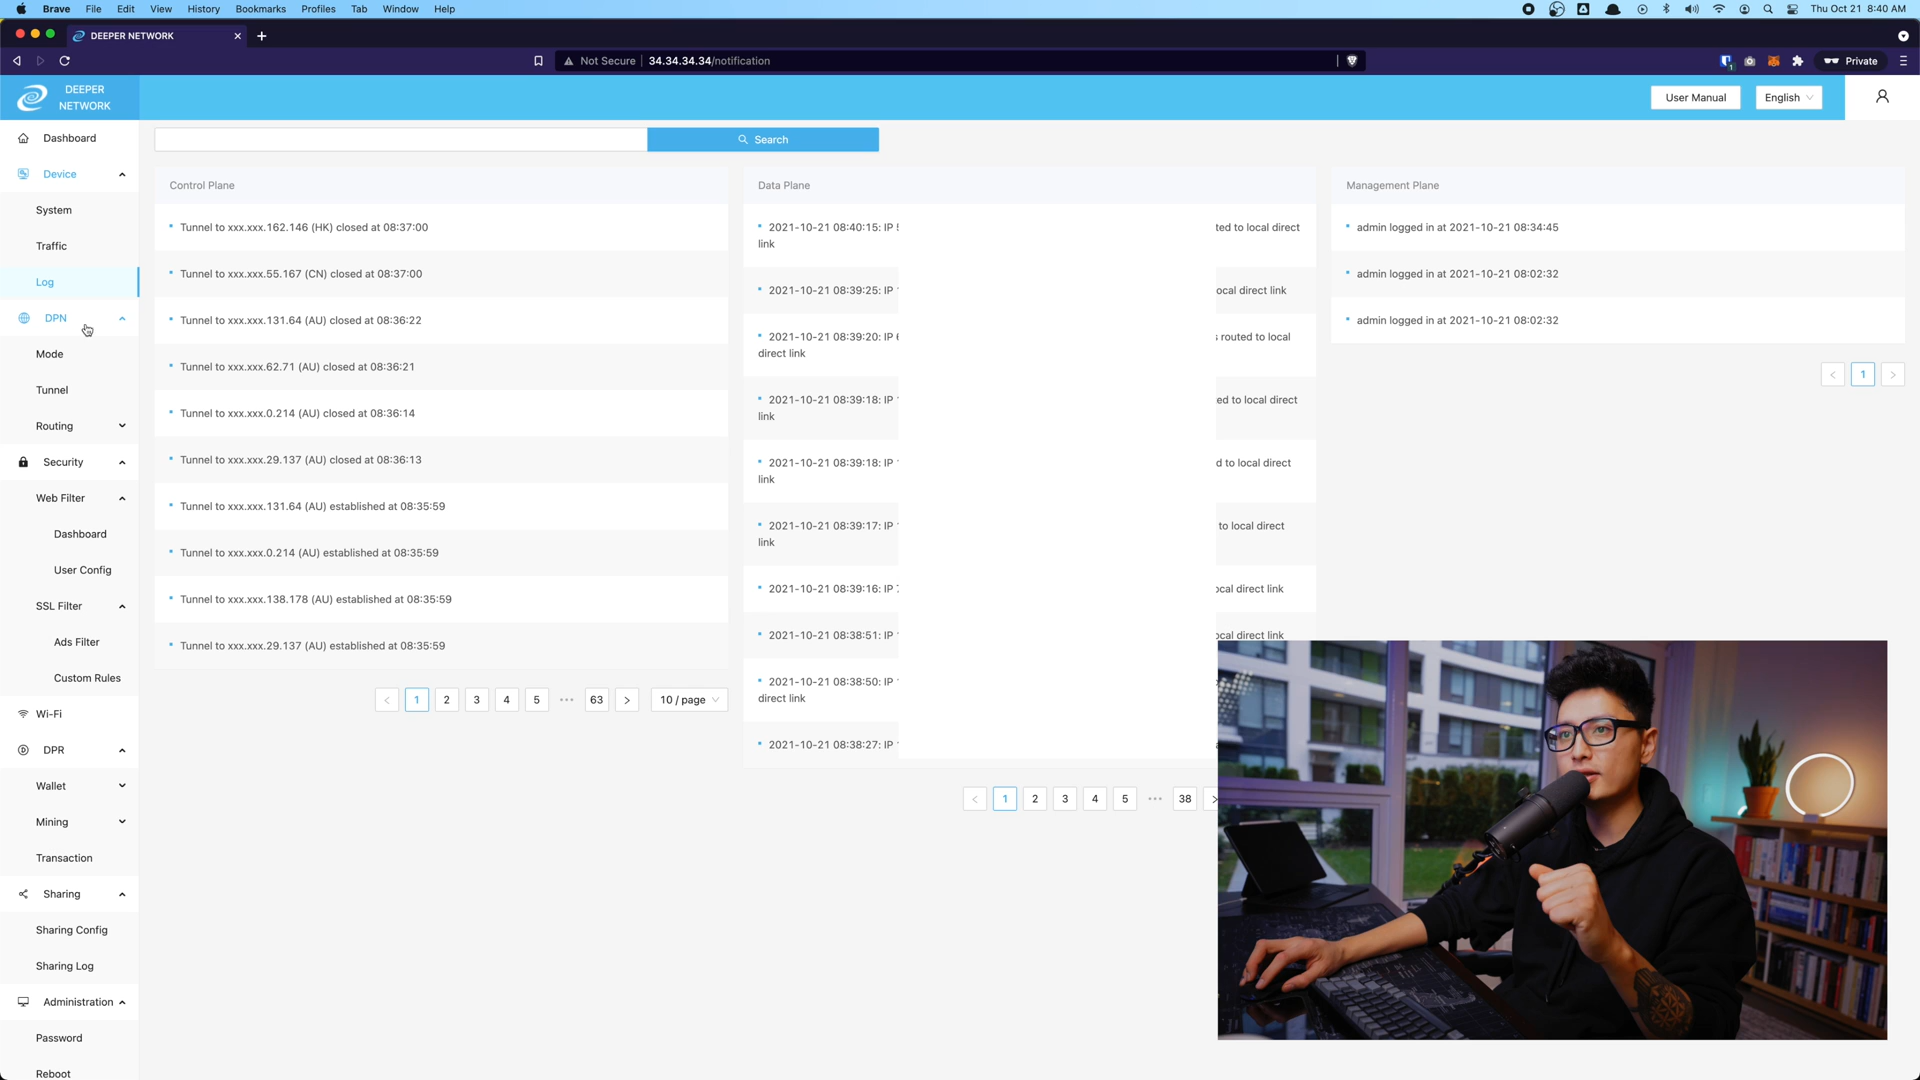 Brave File Edit View History Bookmarks Profiles Tab Window Help
Thu Oct 21 8:40 AM
DEEPER NETWORK
Not Secure 34.34.34.34/notification
Private
DEEPER
NETWORK
User Manual
English
Dashboard
Device
System
Traffic
Log
DPN
Mode
Tunnel
Routing
Security
Web Filter
Dashboard
User Config
SSL Filter
Ads Filter
Custom Rules
Wi-Fi
DPR
Wallet
Mining
Transaction
Sharing
Sharing Config
Sharing Log
Administration
Password
Reboot
Search
Control Plane
Tunnel to xxx.xxx.162.146 (HK) closed at 08:37:00
Tunnel to xxx.xxx.55.167 (CN) closed at 08:37:00
Tunnel to xxx.xxx.131.64 (AU) closed at 08:36:22
Tunnel to xxx.xxx.62.71 (AU) closed at 08:36:21
Tunnel to xxx.xxx.0.214 (AU) closed at 08:36:14
Tunnel to xxx.xxx.29.137 (AU) closed at 08:36:13
Tunnel to xxx.xxx.131.64 (AU) established at 08:35:59
Tunnel to xxx.xxx.0.214 (AU) established at 08:35:59
Tunnel to xxx.xxx.138.178 (AU) established at 08:35:59
Tunnel to xxx.xxx.29.137 (AU) established at 08:35:59
< 1 2 3 4 5 ••• 63 > 10 / page
Data Plane
2021-10-21 08:40:15: IP ted to local direct
link
2021-10-21 08:39:25: IP ocal direct link
2021-10-21 08:39:20: IP routed to local
direct link
2021-10-21 08:39:18: IP ed to local direct
link
2021-10-21 08:39:18: IP d to local direct
link
2021-10-21 08:39:17: IP to local direct
link
2021-10-21 08:39:16: IP ocal direct link
2021-10-21 08:38:51: IP ocal direct link
2021-10-21 08:38:50: IP
direct link
2021-10-21 08:38:27: IP
< 1 2 3 4 5 ••• 38 >
Management Plane
admin logged in at 2021-10-21 08:34:45
admin logged in at 2021-10-21 08:02:32
admin logged in at 2021-10-21 08:02:32
< 1 >